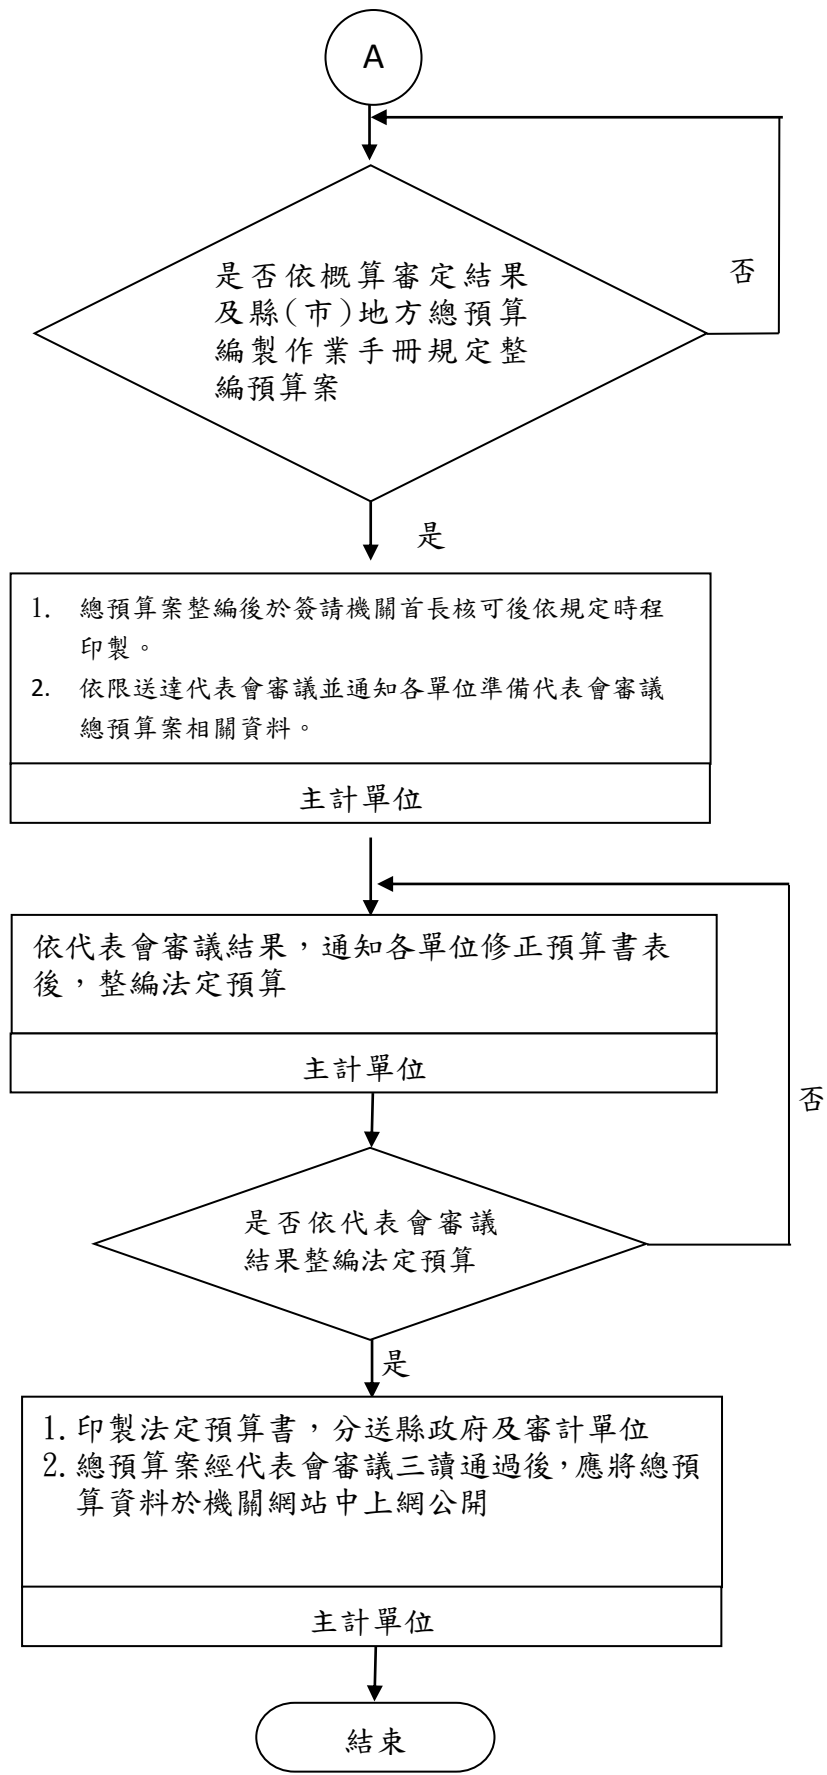 A
是否依概算審定結果
及縣(市)地方總預算
編製作業手冊規定整
編預算案
否
是
1. 總預算案整編後於簽請機關首長核可後依規定時程
印製。
2. 依限送達代表會審議並通知各單位準備代表會審議
總預算案相關資料。
主計單位
依代表會審議結果，通知各單位修正預算書表
後，整編法定預算
主計單位
否
是否依代表會審議
結果整編法定預算
是
1. 印製法定預算書，分送縣政府及審計單位
2. 總預算案經代表會審議三讀通過後，應將總預
算資料於機關網站中上網公開
主計單位
結束